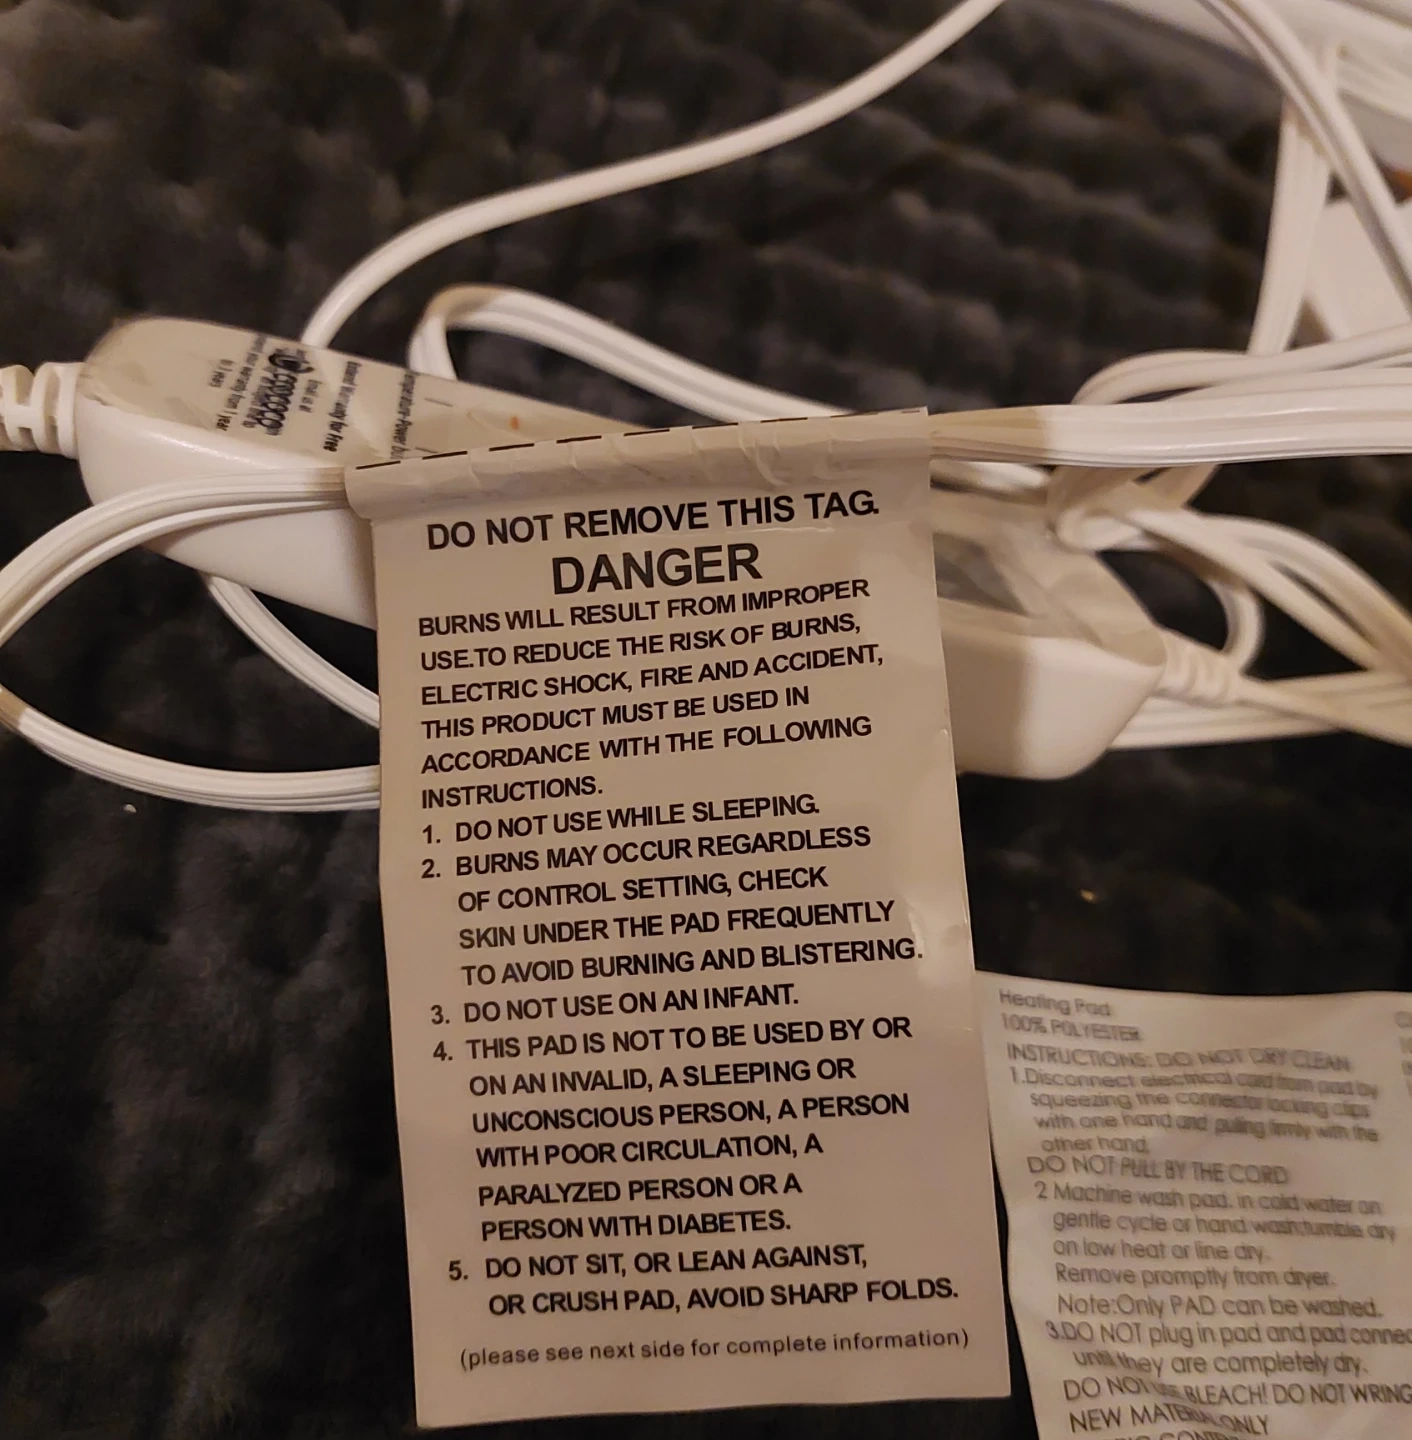 DO NOT REMOVE THIS TAG.
DANGER
BURNS WILL RESULT FROM IMPROPER
USE.TO REDUCE THE RISK OF BURNS,
ELECTRIC SHOCK, FIRE AND ACCIDENT,
THIS PRODUCT MUST BE USED IN
ACCORDANCE WITH THE FOLLOWING
INSTRUCTIONS.
1. DO NOT USE WHILE SLEEPING.
2. BURNS MAY OCCUR REGARDLESS
OF CONTROL SETTING, CHECK
SKIN UNDER THE PAD FREQUENTLY
TO AVOID BURNING AND BLISTERING.
3. DO NOT USE ON AN INFANT.
4. THIS PAD IS NOT TO BE USED BY OR
ON AN INVALID, A SLEEPING OR
UNCONSCIOUS PERSON, A PERSON
WITH POOR CIRCULATION, A
PARALYZED PERSON OR A
PERSON WITH DIABETES.
5. DO NOT SIT, OR LEAN AGAINST,
OR CRUSH PAD, AVOID SHARP FOLDS.
(please see next side for complete information)
Heating Pad
100% POLYESTER
INSTRUCTIONS: DO NOT DRY CLEAN
1.Disconnect electrical cord from pad by
squeezing the connector locking clips
with one hand and pulling firmly with the
other hand.
DO NOT PULL BY THE CORD
2 Machine wash pad. in cold water on
gentle cycle or hand wash;tumble dry
on low heat or line dry.
Remove promptly from dryer.
Note:Only PAD can be washed.
3.DO NOT plug in pad and pad connec
until they are completely dry.
DO NOT USE BLEACH! DO NOT WRING
NEW MATERIAL ONLY